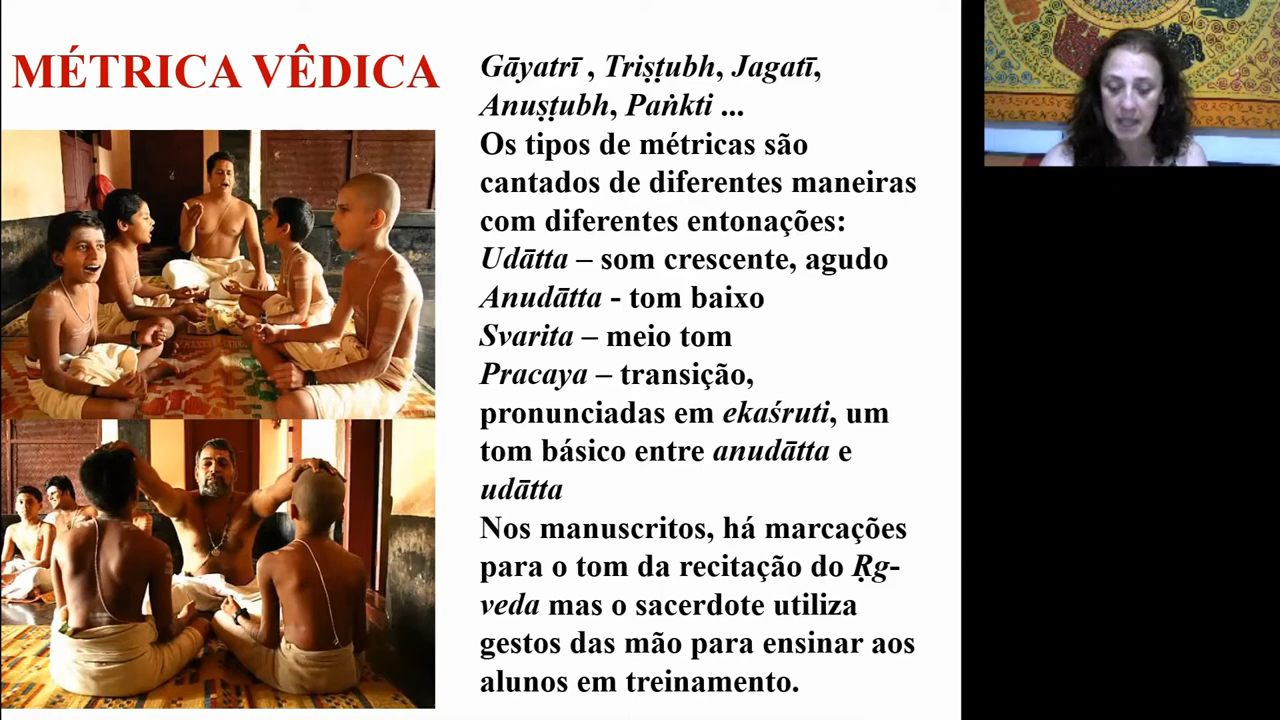 MÉTRICA VÊDICA
Gāyatrī , Triṣṭubh, Jagatī,
Anuṣṭubh, Paṅkti ...
Os tipos de métricas são
cantados de diferentes maneiras
com diferentes entonações:
Udātta – som crescente, agudo
Anudātta - tom baixo
Svarita – meio tom
Pracaya – transição,
pronunciadas em ekaśruti, um
tom básico entre anudātta e
udātta
Nos manuscritos, há marcações
para o tom da recitação do Ṛg-
veda mas o sacerdote utiliza
gestos das mão para ensinar aos
alunos em treinamento.